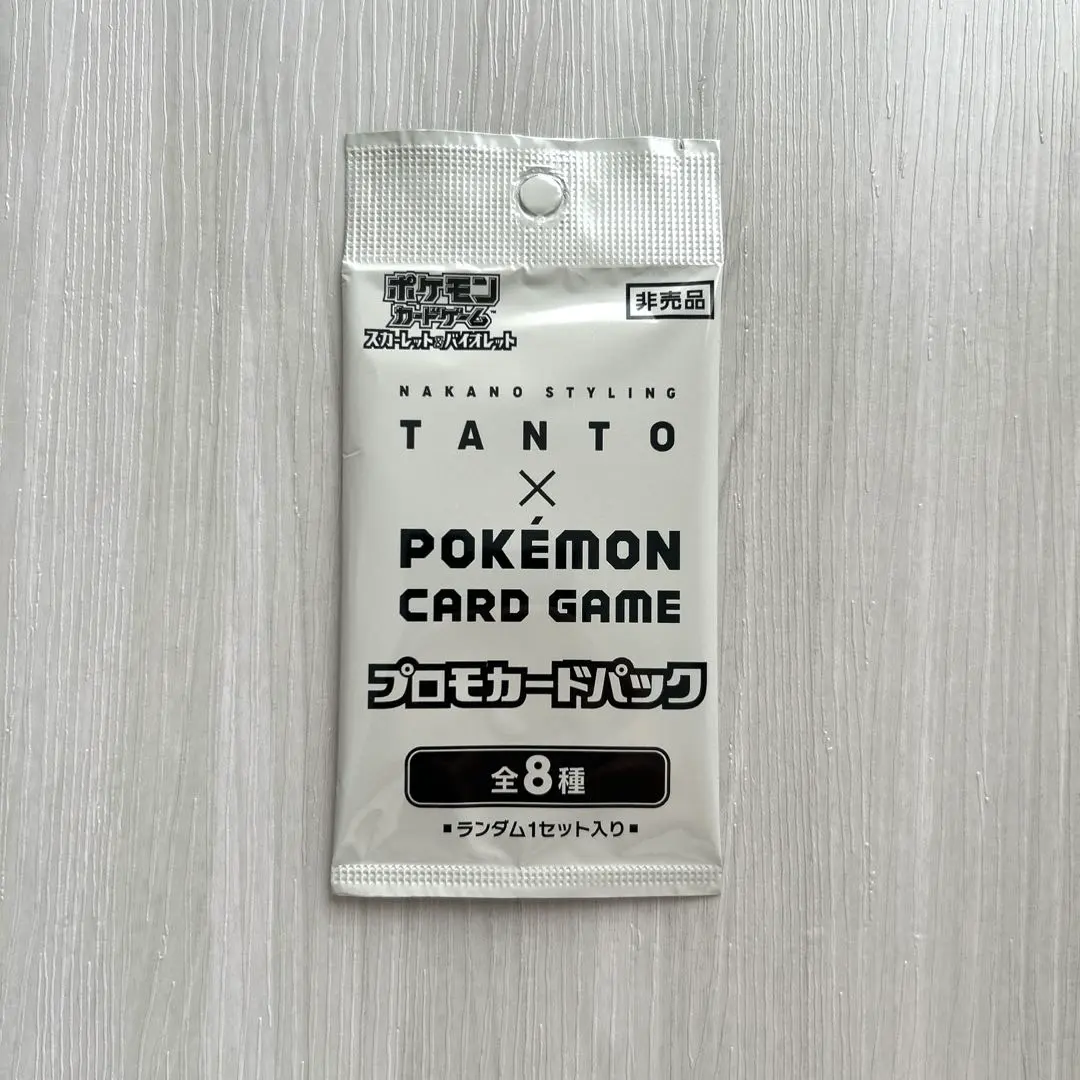 ポケモン
カードゲーム™
スカーレット&バイオレット
非売品
NAKANO STYLING
TANTO
×
POKÉMON
CARD GAME
プロモカードパック
全8種
▪ランダム1セット入り▪